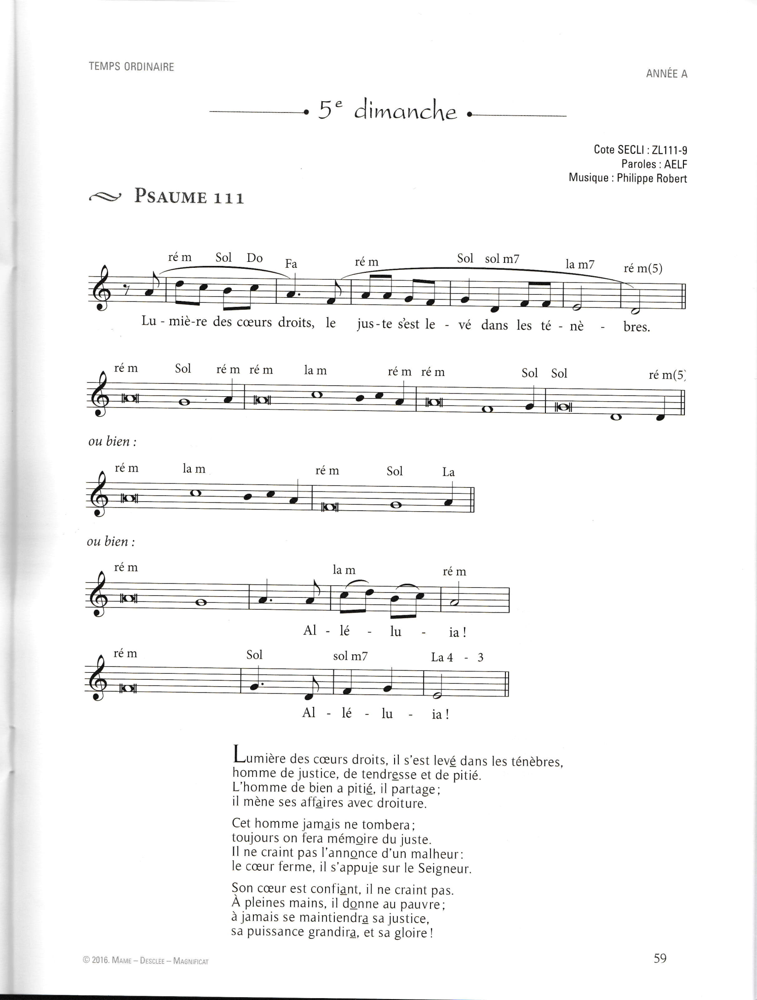 TEMPS ORDINAIRE
ANNÉE A
5e dimanche
Cote SECLI : ZL111-9
Paroles : AELF
Musique : Philippe Robert
PSAUME 111
ré m Sol Do Fa ré m Sol sol m7 la m7 ré m(5)
Lu - miè-re des cœurs droits, le jus-te s'est le - vé dans les té - nè - bres.
ré m Sol ré m ré m la m ré m ré m Sol Sol ré m(5)
ou bien :
ré m la m ré m Sol La
ou bien :
ré m la m ré m
Al - lé - lu - ia !
ré m Sol sol m7 La 4 - 3
Al - lé - lu - ia !
Lumière des cœurs droits, il s'est levé dans les ténèbres,
homme de justice, de tendresse et de pitié.
L'homme de bien a pitié, il partage ;
il mène ses affaires avec droiture.
Cet homme jamais ne tombera ;
toujours on fera mémoire du juste.
Il ne craint pas l'annonce d'un malheur :
le cœur ferme, il s'appuie sur le Seigneur.
Son cœur est confiant, il ne craint pas.
À pleines mains, il donne au pauvre ;
à jamais se maintiendra sa justice,
sa puissance grandira, et sa gloire !
© 2016. MAME – DESCLÉE – MAGNIFICAT
59